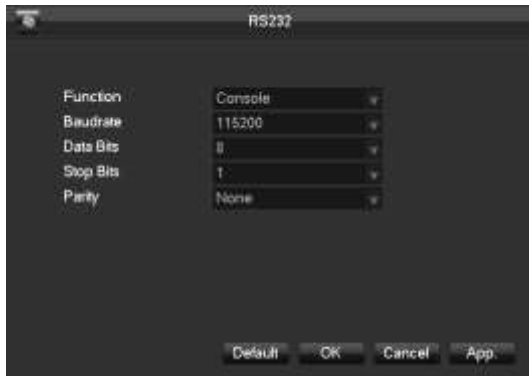 RS232
Function Console
Baudrate 115200
Data Bits 8
Stop Bits 1
Parity None
Default OK Cancel App.